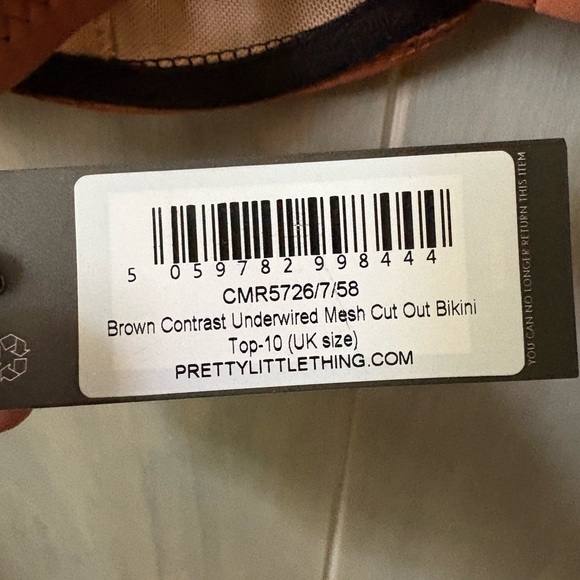 5 059782 998444
CMR5726/7/58
Brown Contrast Underwired Mesh Cut Out Bikini
Top-10 (UK size)
PRETTYLITTLETHING.COM
YOU CAN NO LONGER RETURN THIS ITEM